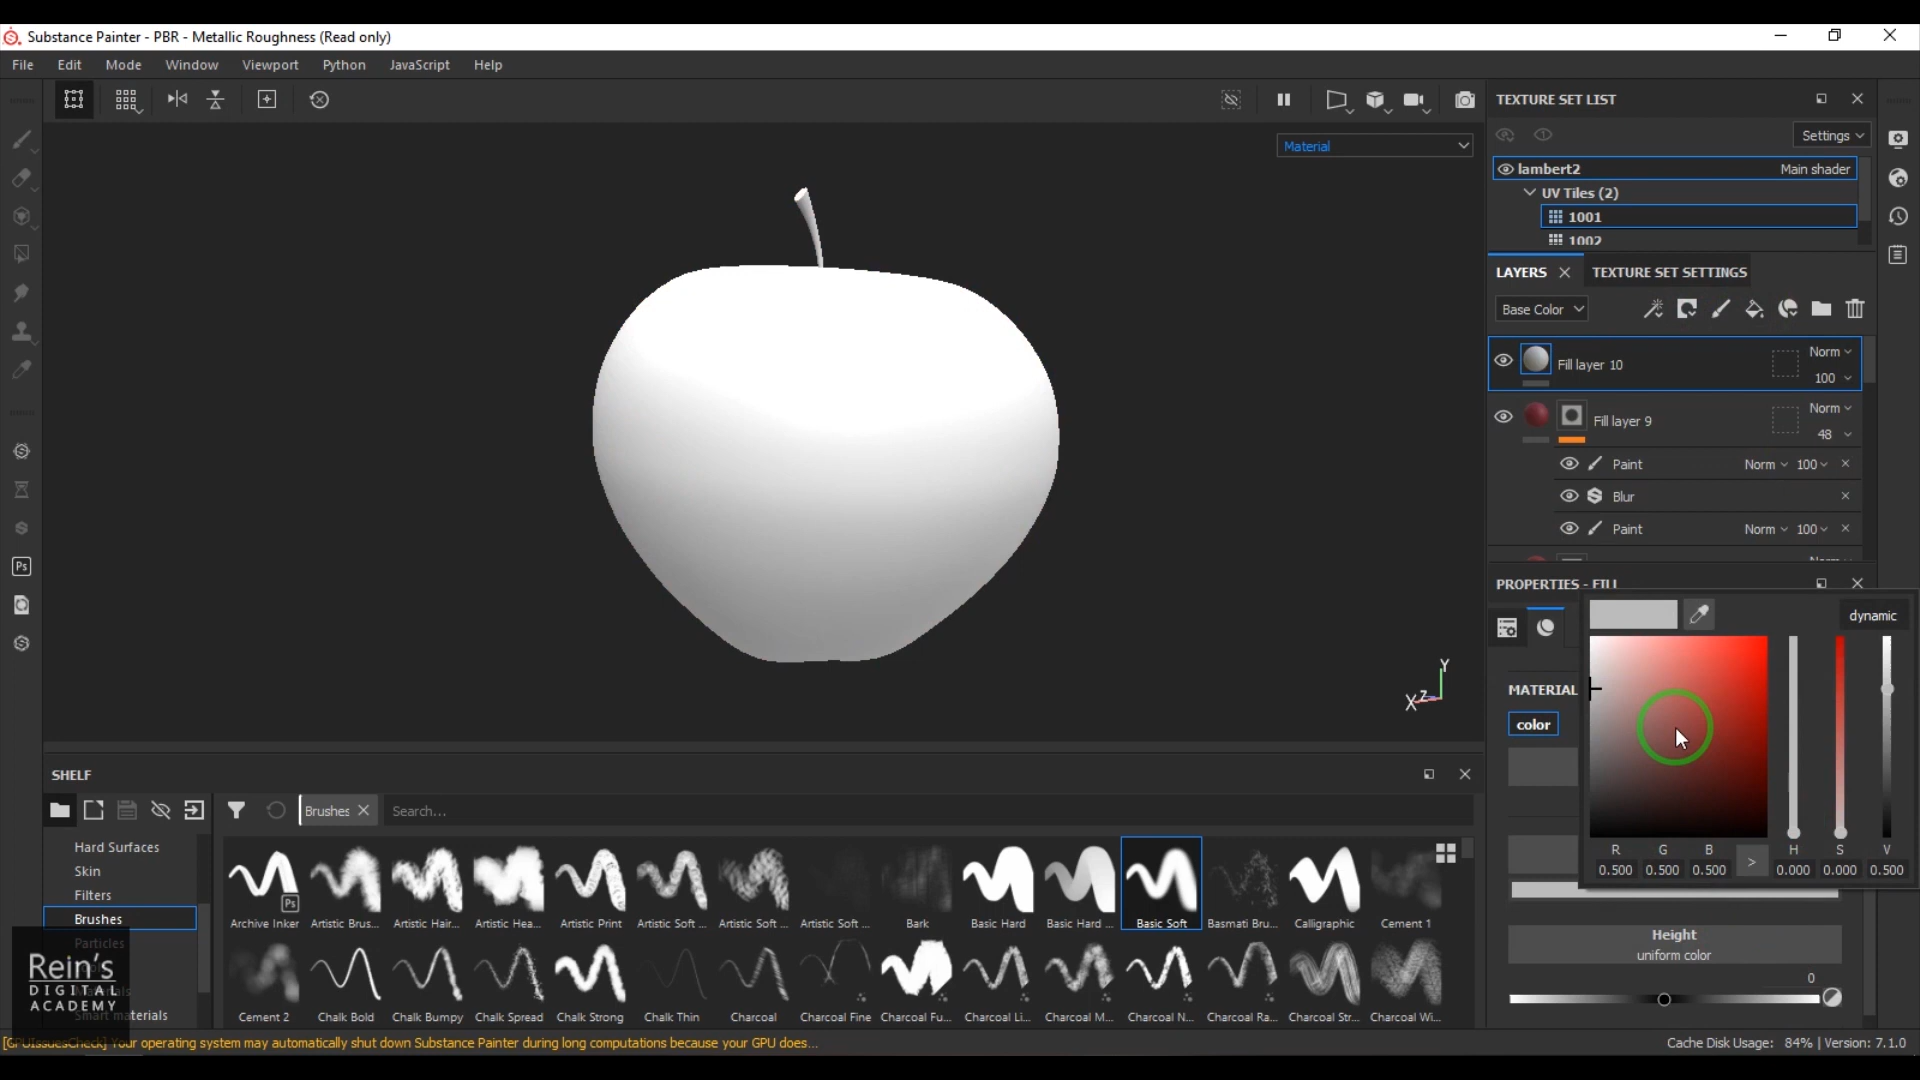 Substance Painter - PBR - Metallic Roughness (Read only)
File Edit Mode Window Viewport Python JavaScript Help
TEXTURE SET LIST
Settings
Material
lambert2 Main shader
UV Tiles (2)
1001
1002
LAYERS TEXTURE SET SETTINGS
Base Color
Norm
Fill layer 10
100
Norm
Fill layer 9
48
Paint Norm 100
Blur
Paint Norm 100
PROPERTIES - FILL
dynamic
MATERIAL
color
R G B H S V
0.500 0.500 0.500 > 0.000 0.000 0.500
Height
uniform color
0
Y
X Z
Ps
SHELF
Brushes
Search...
Hard Surfaces
Skin
Filters
Brushes
Particles
Smart materials
Ps
Archive Inker Artistic Brus... Artistic Hair... Artistic Hea... Artistic Print Artistic Soft ... Artistic Soft ... Artistic Soft ... Bark Basic Hard Basic Hard ... Basic Soft Basmati Bru... Calligraphic Cement 1
Cement 2 Chalk Bold Chalk Bumpy Chalk Spread Chalk Strong Chalk Thin Charcoal Charcoal Fine Charcoal Fu... Charcoal Li... Charcoal M... Charcoal N... Charcoal Ra... Charcoal Str... Charcoal Wi...
Rein's
DIGITAL
ACADEMY
[GPUIssuesCheck] Your operating system may automatically shut down Substance Painter during long computations because your GPU does...
Cache Disk Usage: 84% | Version: 7.1.0